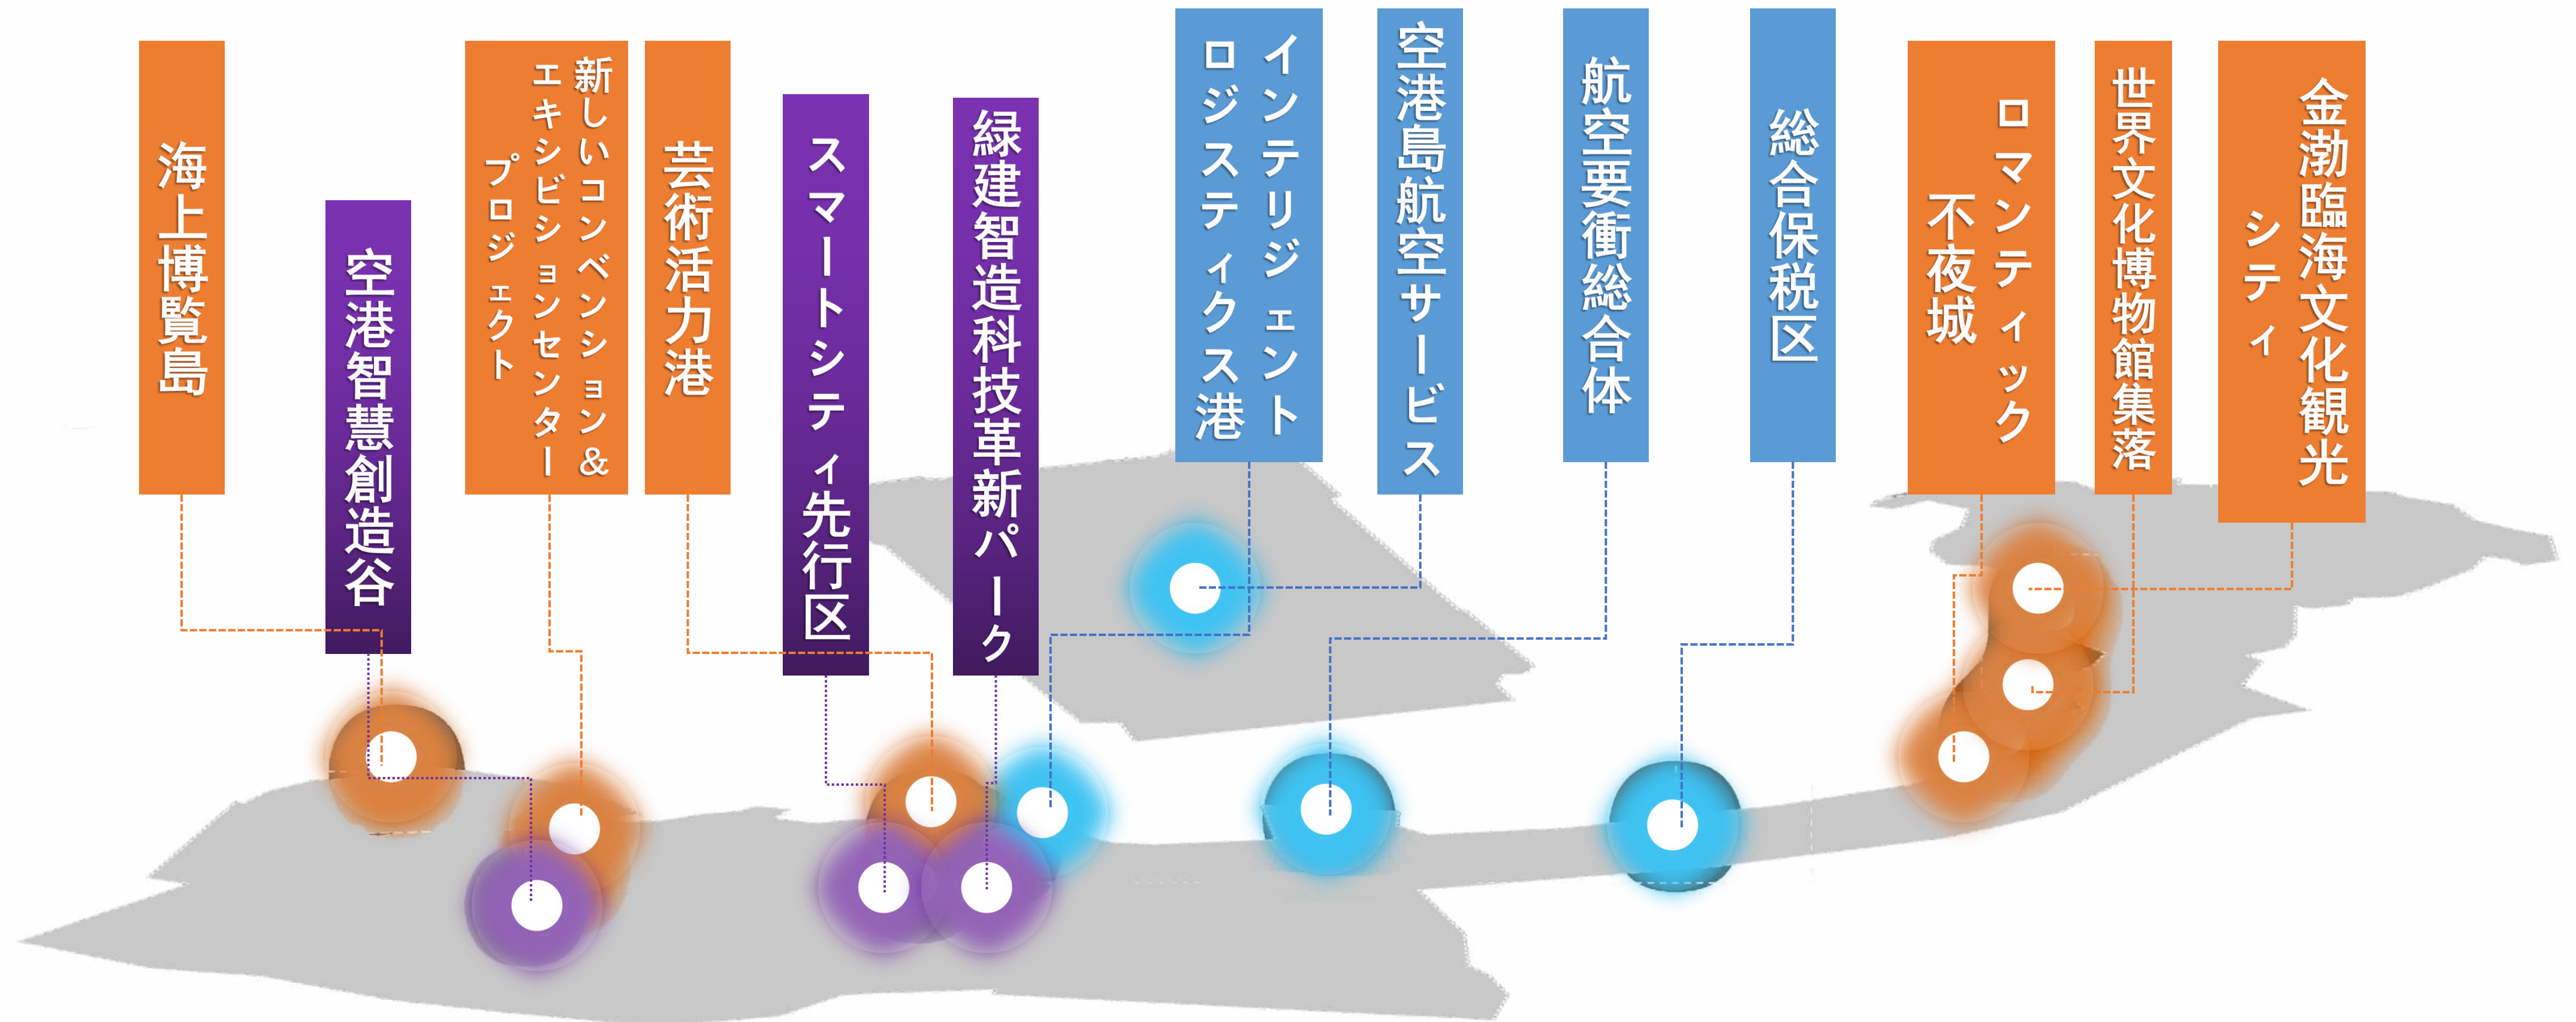 海上博覧島
空港智慧創造谷
新しいコンベンション&
エキシビションセンター
プロジェクト
芸術活力港
スマートシティ先行区
緑建智造科技革新パーク
インテリジェント
ロジスティクス港
空港島航空サービス
航空要衝総合体
総合保税区
ロマンティック
不夜城
世界文化博物館集落
金渤臨海文化観光
シティ